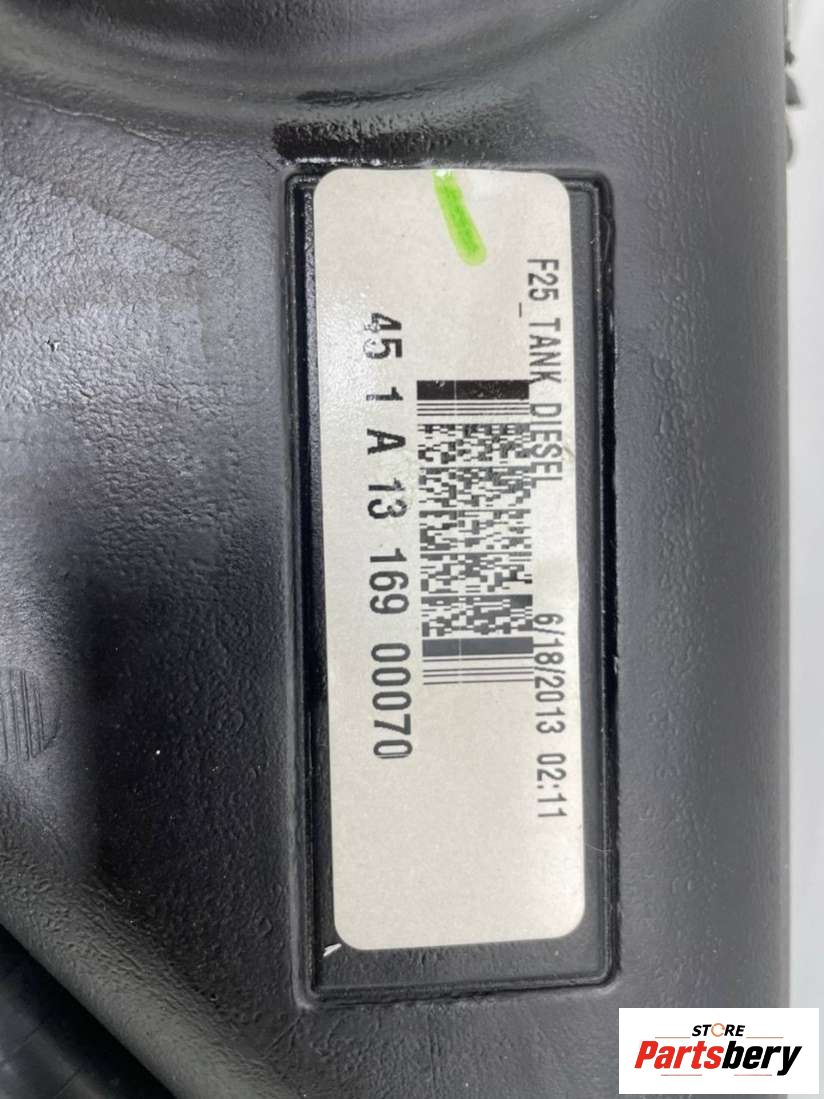 F25_TANK DIESEL 6/18/2013 02:11
45 1 A 13 169 00070
STORE
Partsbery